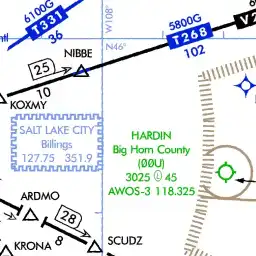 6100G
T331
36
W108°
5800G
T268
102
V2
NIBBE
N46°
25
10
KOXMY
SALT LAKE CITY
Billings
127.75 351.9
HARDIN
Big Horn County
(00U)
3025 Ⓛ 45
AWOS-3 118.325
ARDMO
28
8
KRONA
SCUDZ